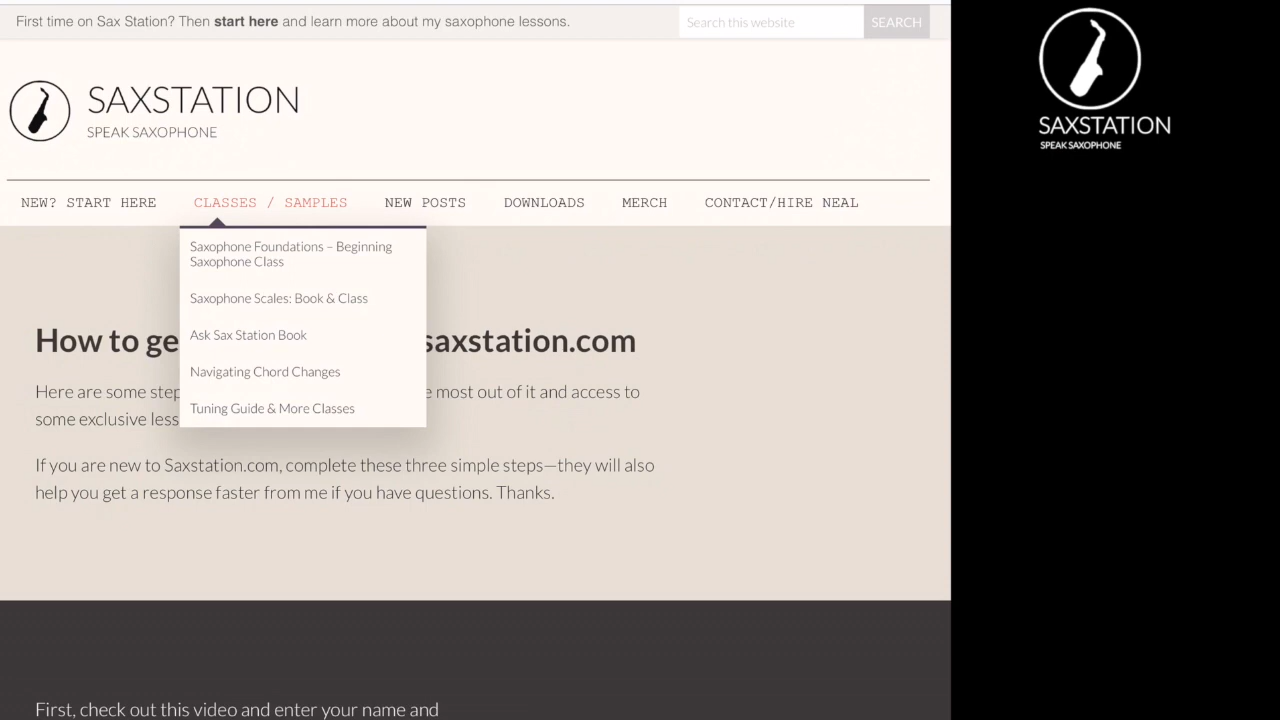 First time on Sax Station? Then start here and learn more about my saxophone lessons.
Search this website
SEARCH
SAXSTATION
SPEAK SAXOPHONE
SAXSTATION
SPEAK SAXOPHONE
NEW? START HERE
CLASSES / SAMPLES
NEW POSTS
DOWNLOADS
MERCH
CONTACT/HIRE NEAL
Saxophone Foundations – Beginning
Saxophone Class
Saxophone Scales: Book & Class
Ask Sax Station Book
Navigating Chord Changes
Tuning Guide & More Classes
How to ge saxstation.com
Here are some step e most out of it and access to
some exclusive less
If you are new to Saxstation.com, complete these three simple steps—they will also
help you get a response faster from me if you have questions. Thanks.
First, check out this video and enter your name and